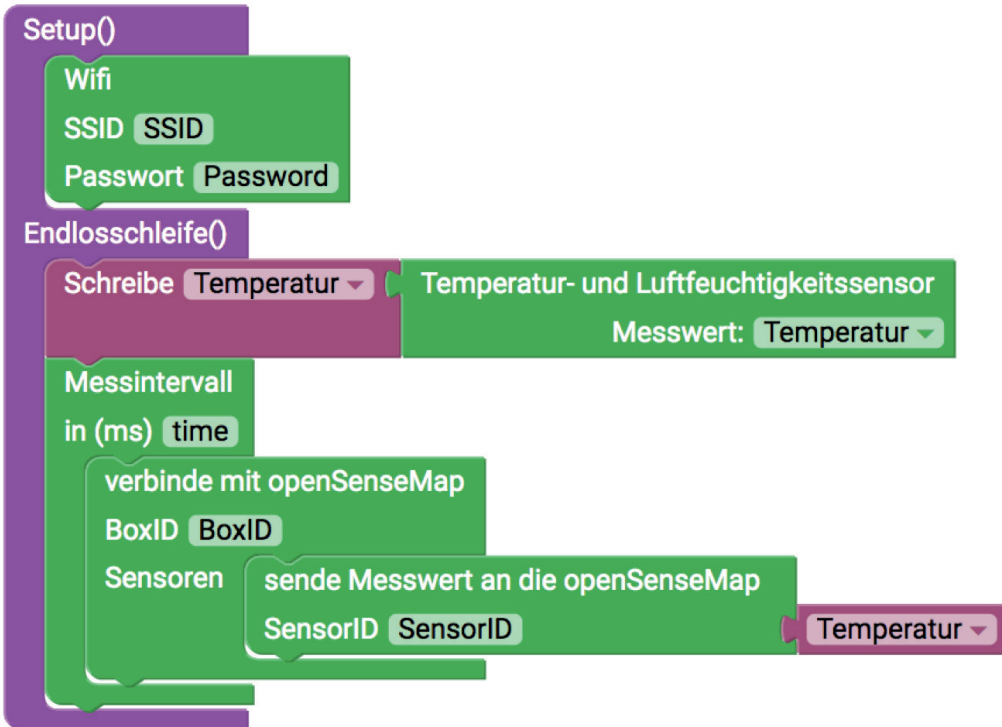 Setup()
Wifi
SSID SSID
Passwort Password
Endlosschleife()
Schreibe Temperatur Temperatur- und Luftfeuchtigkeitssensor
Messwert: Temperatur
Messintervall
in (ms) time
verbinde mit openSenseMap
BoxID BoxID
Sensoren sende Messwert an die openSenseMap
SensorID SensorID Temperatur